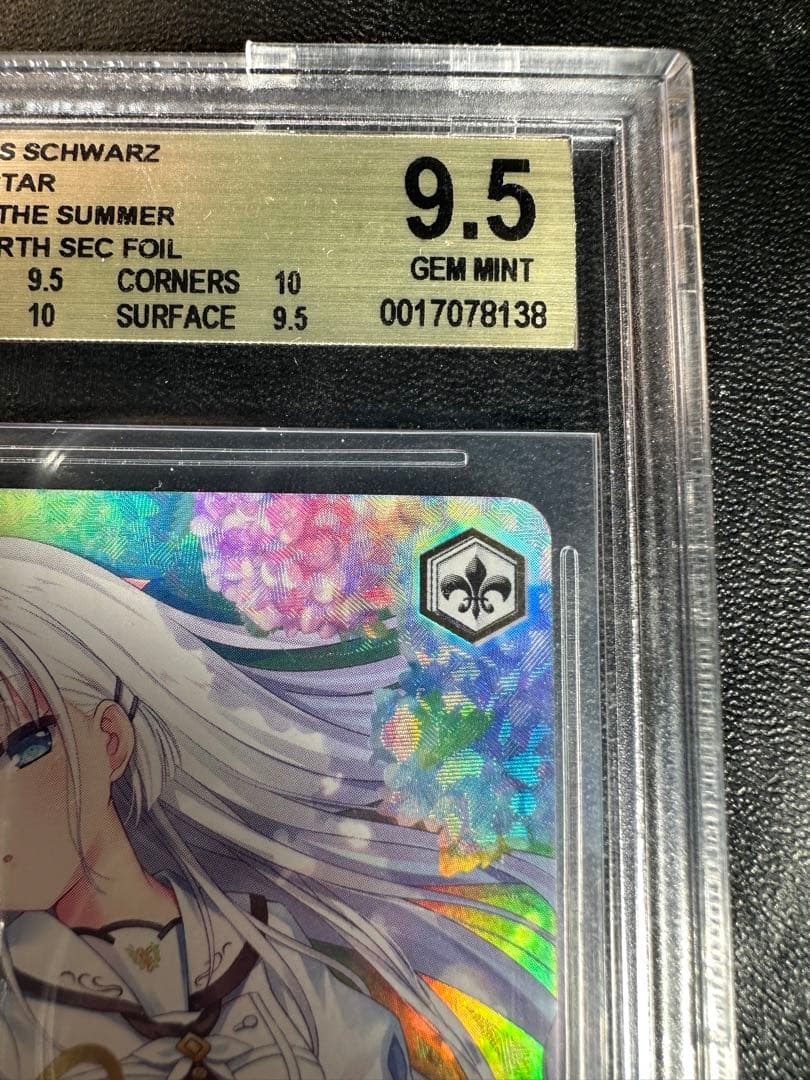 S SCHWARZ
TAR
THE SUMMER
RTH SEC FOIL
9.5 CORNERS 10
10 SURFACE 9.5
9.5
GEM MINT
0017078138